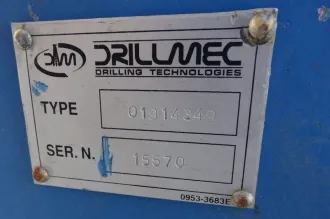 DRILLMEC
DRILLING TECHNOLOGIES
TYPE
SER. N. 15570
0953-3683E